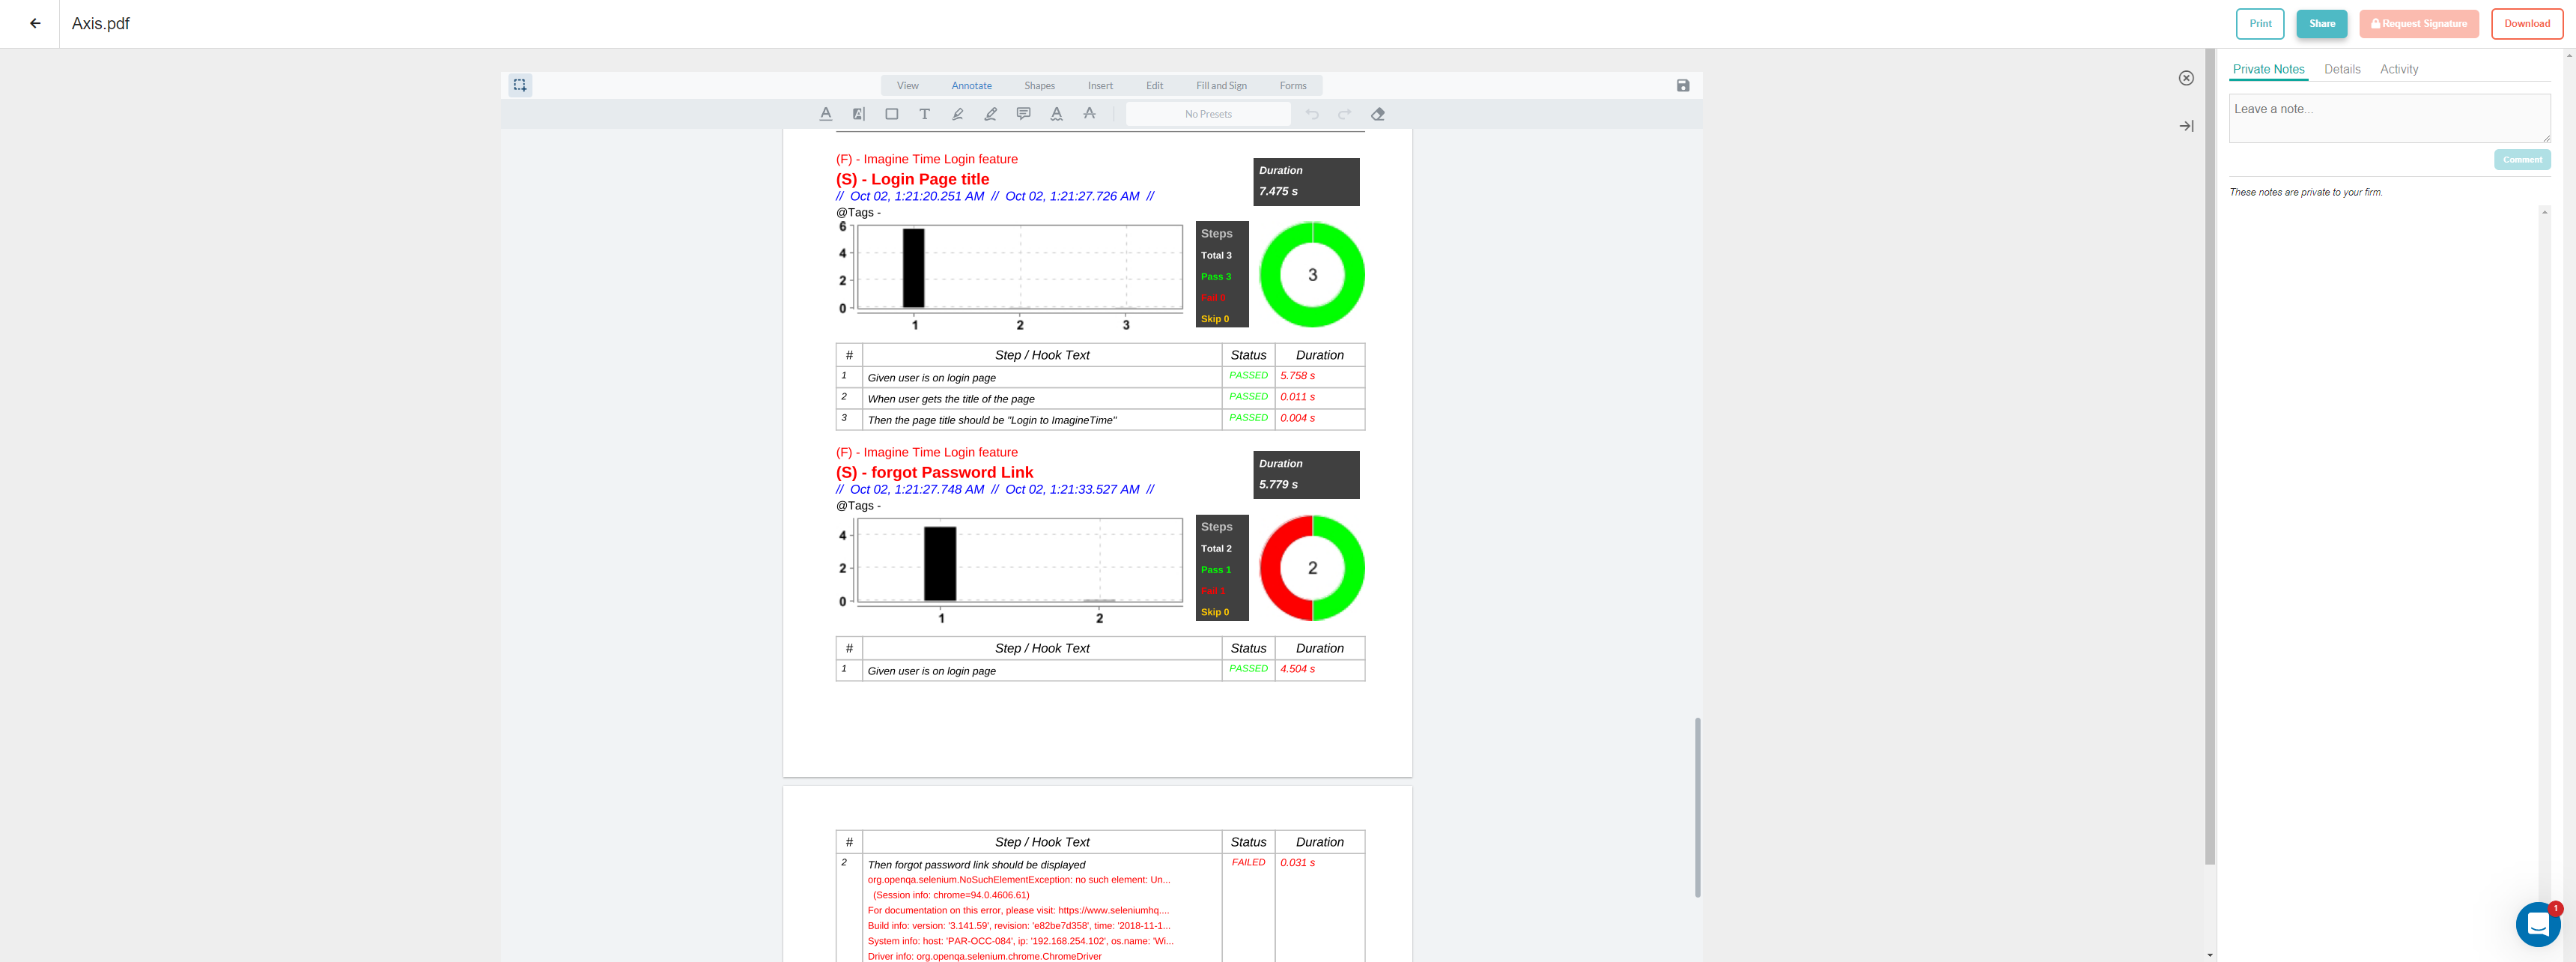 Axis.pdf
Print
Share
Request Signature
Download
View
Annotate
Shapes
Insert
Edit
Fill and Sign
Forms
No Presets
Private Notes
Details
Activity
Leave a note...
Comment
These notes are private to your firm.
(F) - Imagine Time Login feature
(S) - Login Page title
// Oct 02, 1:21:20.251 AM // Oct 02, 1:21:27.726 AM //
@Tags -
Duration
7.475 s
6
4
2
0
1 2 3
Steps
Total 3
Pass 3
Fail 0
Skip 0
3
# Step / Hook Text Status Duration
1 Given user is on login page PASSED 5.758 s
2 When user gets the title of the page PASSED 0.011 s
3 Then the page title should be "Login to ImagineTime" PASSED 0.004 s
(F) - Imagine Time Login feature
(S) - forgot Password Link
// Oct 02, 1:21:27.748 AM // Oct 02, 1:21:33.527 AM //
@Tags -
Duration
5.779 s
4
2
0
1 2
Steps
Total 2
Pass 1
Fail 1
Skip 0
2
# Step / Hook Text Status Duration
1 Given user is on login page PASSED 4.504 s
# Step / Hook Text Status Duration
2 Then forgot password link should be displayed FAILED 0.031 s
org.openqa.selenium.NoSuchElementException: no such element: Un...
(Session info: chrome=94.0.4606.61)
For documentation on this error, please visit: https://www.seleniumhq....
Build info: version: '3.141.59', revision: 'e82be7d358', time: '2018-11-1...
System info: host: 'PAR-OCC-084', ip: '192.168.254.102', os.name: 'Wi...
Driver info: org.openqa.selenium.chrome.ChromeDriver
1